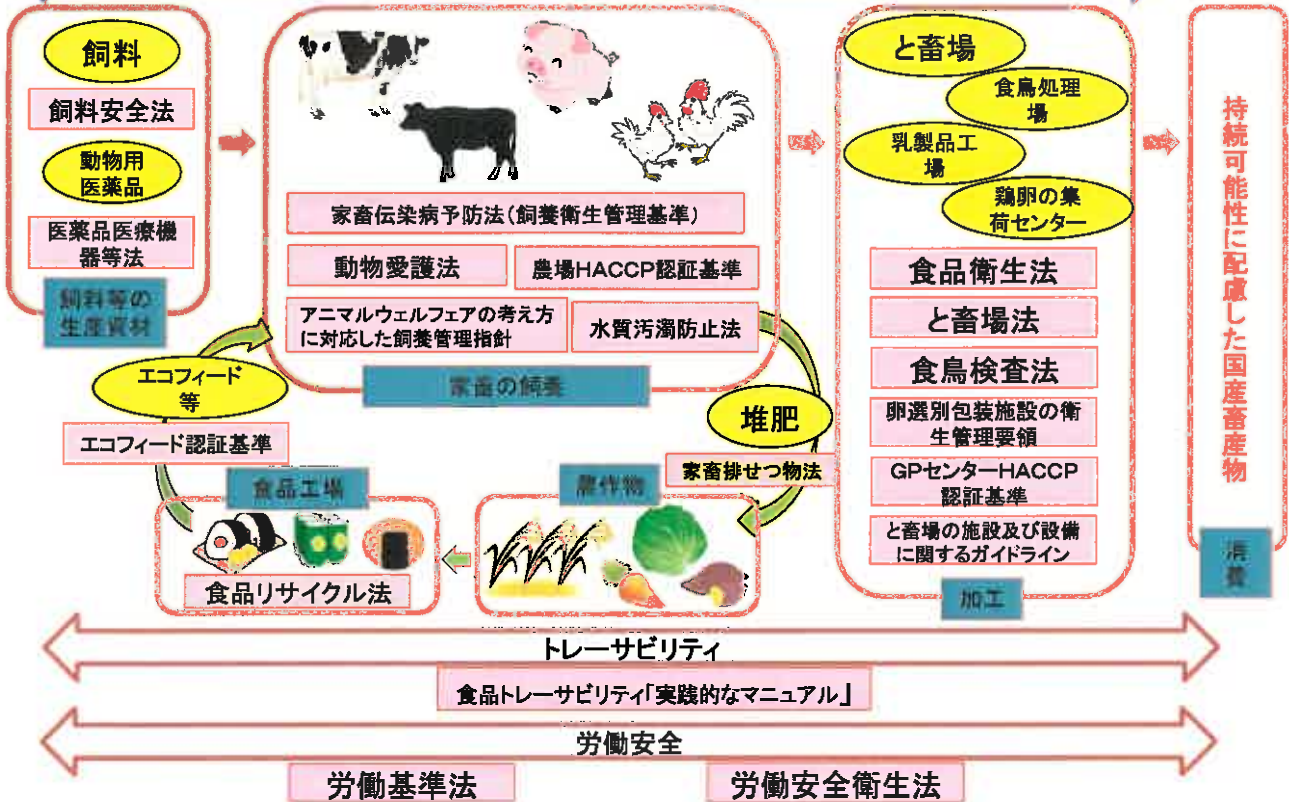 飼料
飼料安全法
動物用
医薬品
医薬品医療機
器等法
飼料等の
生産資材
家畜伝染病予防法(飼養衛生管理基準)
動物愛護法
農場HACCP認証基準
アニマルウェルフェアの考え方
に対応した飼養管理指針
水質汚濁防止法
家畜の飼養
と畜場
食鳥処理
場
乳製品工
場
鶏卵の集
荷センター
食品衛生法
と畜場法
食鳥検査法
卵選別包装施設の衛
生管理要領
GPセンターHACCP
認証基準
と畜場の施設及び設備
に関するガイドライン
加工
持続可能性に配慮した国産畜産物
消費
エコフィード
等
エコフィード認証基準
堆肥
家畜排せつ物法
食品工場
食品リサイクル法
農作物
トレーサビリティ
食品トレーサビリティ「実践的なマニュアル」
労働安全
労働基準法
労働安全衛生法